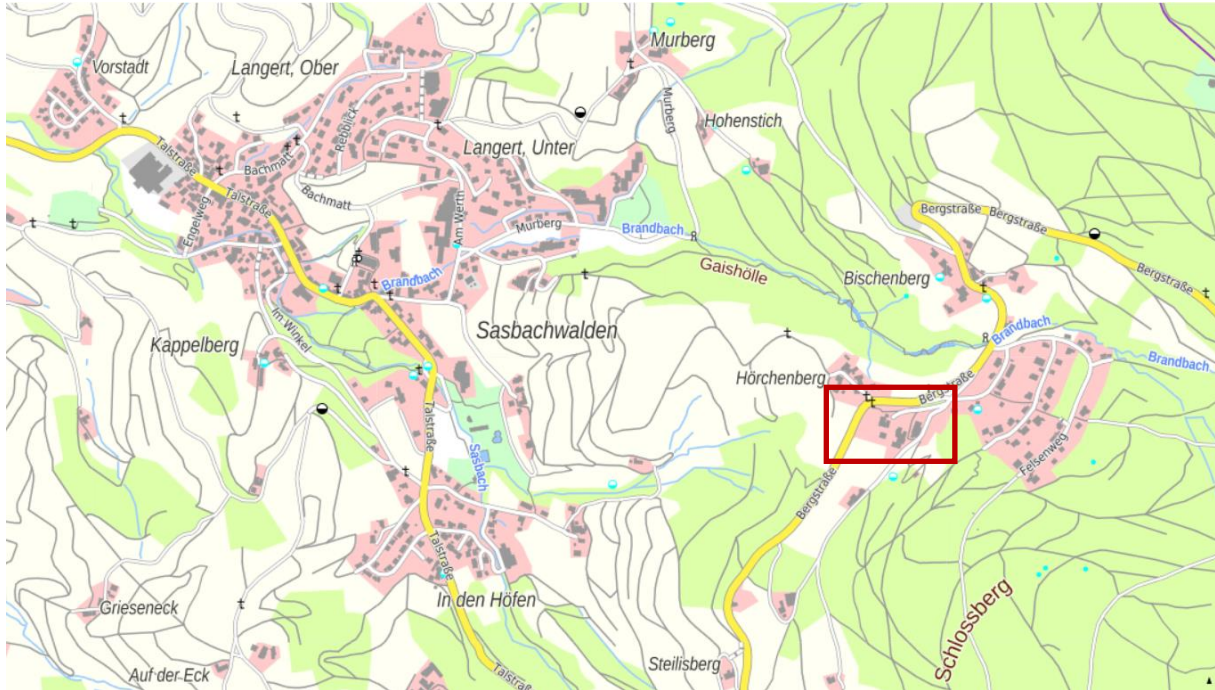 Murberg
Vorstadt
Langert, Ober
Murberg
Hohenstich
Talstraße
Rebblick
Langert, Unter
Bachmatt
Talstraße
Bachmatt
Engelweg
Am Werth
Murberg
Brandbach
Bergstraße
Bergstraße
Gaishölle
Bischenberg
Bergstraße
Brandbach
Im Winkel
Sasbachwalden
Brandbach
Brandbach
Kappelberg
Hörchenberg
Bergstraße
Talstraße
Sasbach
Felsenweg
Bergstraße
Talstraße
Schlossberg
Grieseneck
In den Höfen
Auf der Eck
Steilisberg
Talstraße